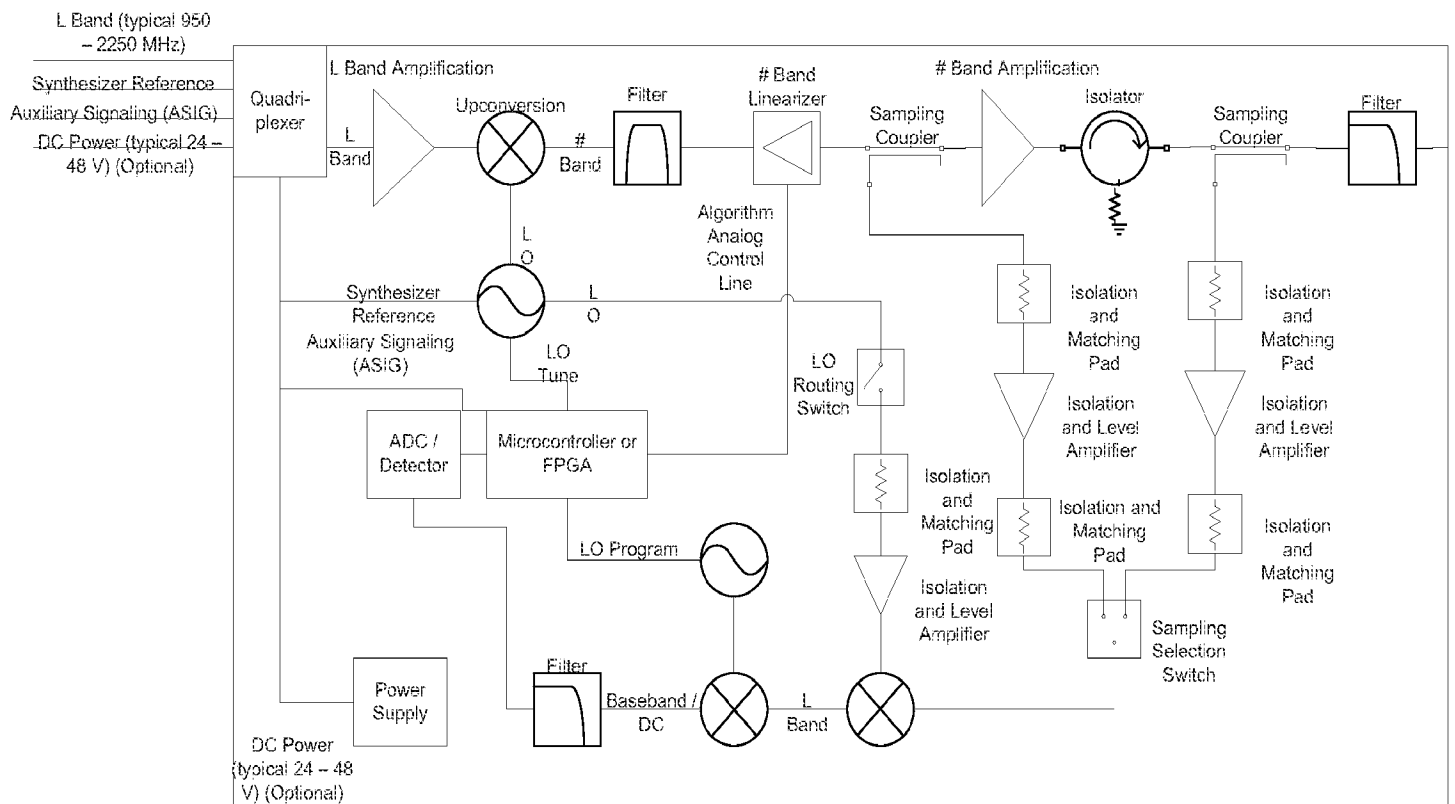 L Band (typical 950
– 2250 MHz)
Synthesizer Reference
Auxiliary Signaling (ASIG)
DC Power (typical 24 –
48 V) (Optional)
Quadri-
plexer
L Band Amplification
L
Band
Upconversion
#
Band
Filter
# Band
Linearizer
Sampling
Coupler
# Band Amplification
Isolator
Sampling
Coupler
Filter
Algorithm
Analog
Control
Line
L
O
Synthesizer
Reference
L
O
Auxiliary Signaling
(ASIG)
LO
Tune
LO
Routing
Switch
Isolation
and
Matching
Pad
Isolation
and
Matching
Pad
Isolation
and Level
Amplifier
Isolation
and Level
Amplifier
ADC /
Detector
Microcontroller or
FPGA
Isolation
and
Matching
Pad
Isolation and
Matching
Pad
Isolation
and
Matching
Pad
LO Program
Isolation
and Level
Amplifier
Sampling
Selection
Switch
Power
Supply
Filter
Baseband /
DC
L
Band
DC Power
(typical 24 – 48
V) (Optional)